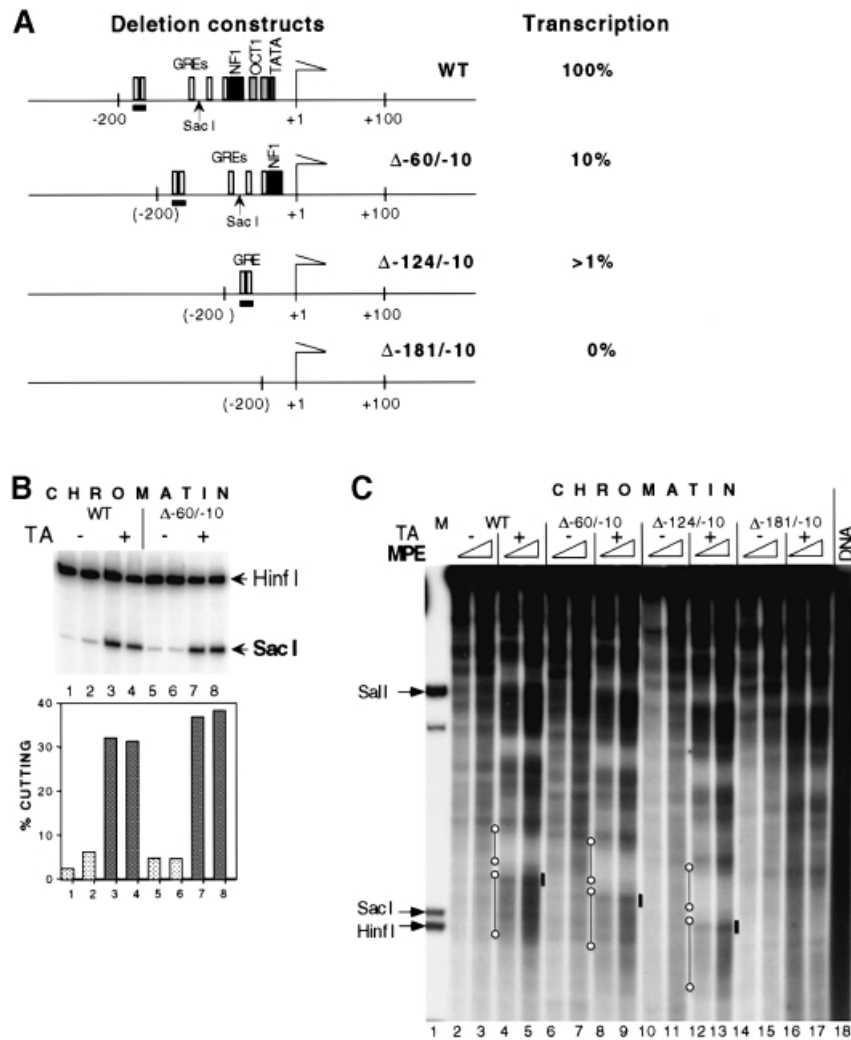 A Deletion constructs Transcription
GREs NF1 OCT1 TATA WT 100%
-200 Sac I +1 +100
GREs NF1 Δ-60/-10 10%
(-200) Sac I +1 +100
GRE Δ-124/-10 >1%
(-200 ) +1 +100
Δ-181/-10 0%
(-200) +1 +100
B CHROMATIN
WT Δ-60/-10
TA - + - +
Hinf I
Sac I
1 2 3 4 5 6 7 8
% CUTTING
40
30
20
10
0
1 2 3 4 5 6 7 8
C CHROMATIN
M WT Δ-60/-10 Δ-124/-10 Δ-181/-10 DNA
TA - + - + - + - +
MPE
Sal I
Sac I
Hinf I
1 2 3 4 5 6 7 8 9 10 11 12 13 14 15 16 17 18